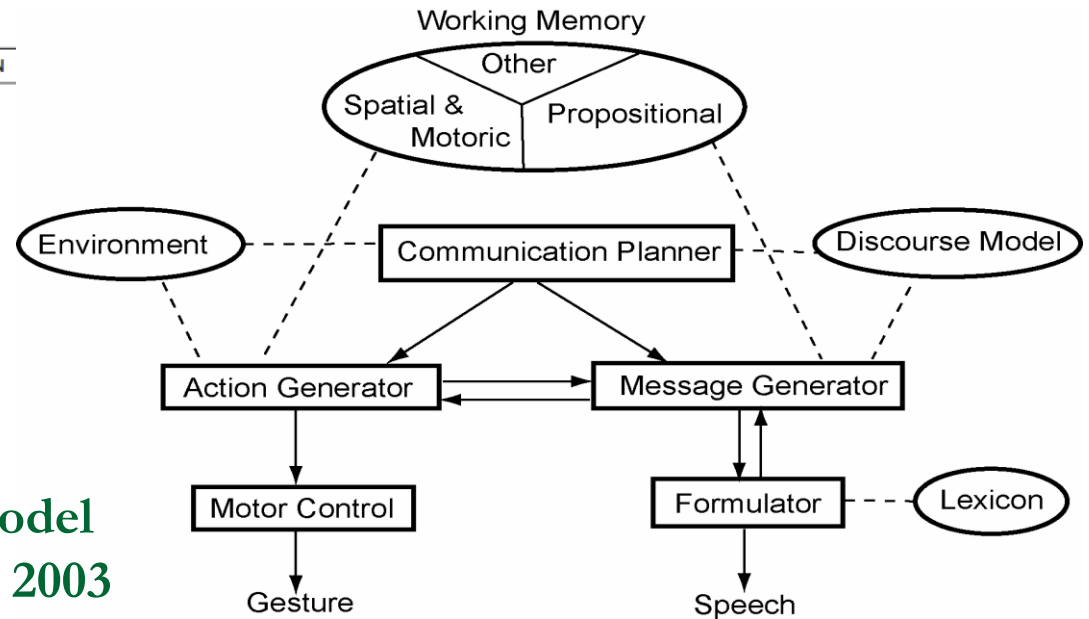 Working Memory
Other
Spatial &
Motoric
Propositional
Environment
Communication Planner
Discourse Model
Action Generator
Message Generator
Motor Control
Formulator
Lexicon
2003
Gesture
Speech